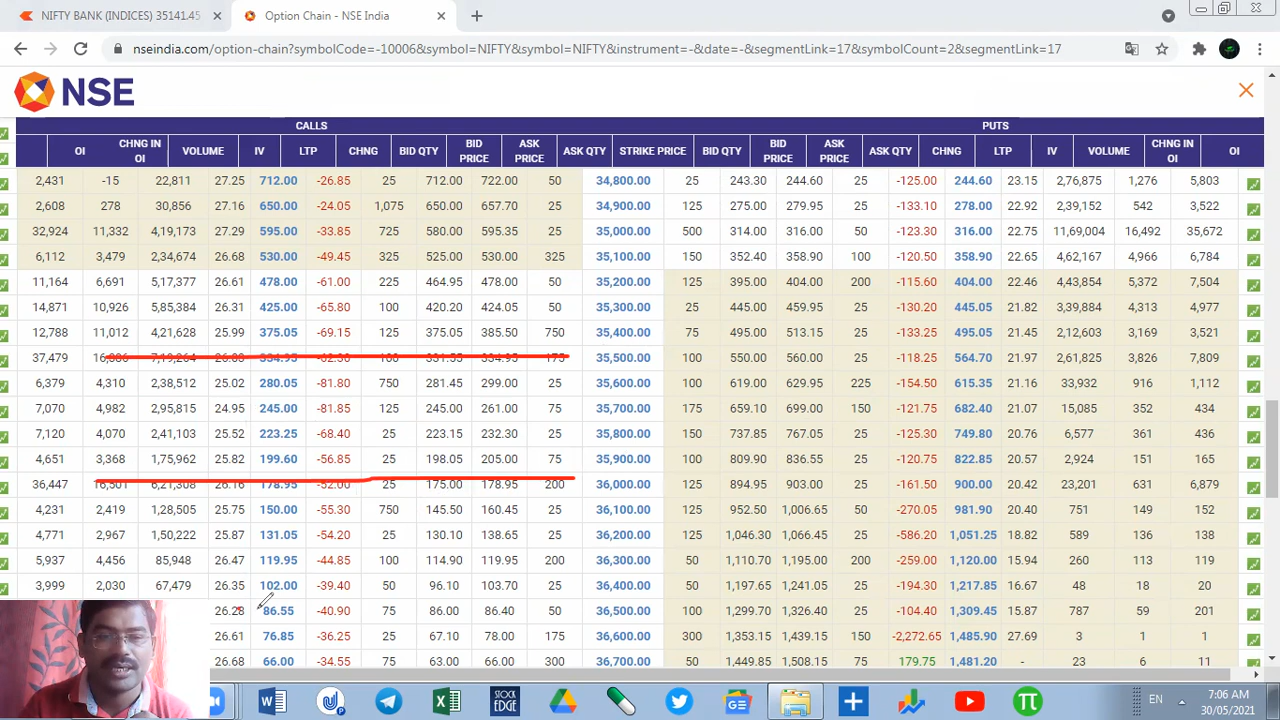 NIFTY BANK (INDICES) 35141.45
Option Chain - NSE India
nseindia.com/option-chain?symbolCode=-10006&symbol=NIFTY&symbol=NIFTY&instrument=-&date=-&segmentLink=17&symbolCount=2&segmentLink=17
NSE
CALLS PUTS
OI CHNG IN OI VOLUME IV LTP CHNG BID QTY BID PRICE ASK PRICE ASK QTY STRIKE PRICE BID QTY BID PRICE ASK PRICE ASK QTY CHNG LTP IV VOLUME CHNG IN OI OI
2,431 -15 22,811 27.25 712.00 -26.85 25 712.00 722.00 50 34,800.00 25 243.30 244.60 25 -125.00 244.60 23.15 2,76,875 1,276 5,803
2,608 278 30,856 27.16 650.00 -24.05 1,075 650.00 657.70 25 34,900.00 125 275.00 279.95 25 -133.10 278.00 22.92 2,39,152 542 3,522
32,924 11,332 4,19,173 27.29 595.00 -33.85 725 580.00 595.35 25 35,000.00 500 314.00 316.00 50 -123.30 316.00 22.75 11,69,004 16,492 35,672
6,112 3,479 2,34,674 26.68 530.00 -49.45 325 525.00 530.00 325 35,100.00 150 352.40 358.90 100 -120.50 358.90 22.65 4,62,167 4,966 6,784
11,164 6,691 5,17,377 26.61 478.00 -61.00 225 464.95 478.00 50 35,200.00 125 395.00 404.00 200 -115.60 404.00 22.46 4,43,854 5,372 7,504
14,871 10,926 5,85,384 26.31 425.00 -65.80 100 420.20 424.05 50 35,300.00 25 445.00 459.95 25 -130.20 445.05 21.82 3,39,884 4,313 4,977
12,788 11,012 4,21,628 25.99 375.05 -69.15 125 375.05 385.50 750 35,400.00 75 495.00 513.15 25 -133.25 495.05 21.45 2,12,603 3,169 3,521
37,479 334.95 -62.30 100 331.55 334.95 175 35,500.00 100 550.00 560.00 25 -118.25 564.70 21.97 2,61,825 3,826 7,809
6,379 4,310 2,38,512 25.02 280.05 -81.80 750 281.45 299.00 25 35,600.00 100 619.00 629.95 225 -154.50 615.35 21.16 33,932 916 1,112
7,070 4,982 2,95,815 24.95 245.00 -81.85 125 245.00 261.00 75 35,700.00 175 659.10 699.00 150 -121.75 682.40 21.07 15,085 352 434
7,120 4,070 2,41,103 25.52 223.25 -68.40 25 223.15 232.30 25 35,800.00 150 737.85 767.05 25 -125.30 749.80 20.76 6,577 361 436
4,651 3,368 1,75,962 25.82 199.60 -56.85 25 198.05 205.00 75 35,900.00 100 809.90 836.55 25 -120.75 822.85 20.57 2,924 151 165
36,447 16,501 6,21,308 26.16 178.95 -52.00 25 175.00 178.95 200 36,000.00 125 894.95 903.00 25 -161.50 900.00 20.42 23,201 631 6,879
4,231 2,419 1,28,505 25.75 150.00 -55.30 750 145.50 160.45 25 36,100.00 125 952.50 1,006.65 50 -270.05 981.90 20.40 751 149 152
4,771 2,967 1,50,222 25.87 131.05 -54.20 25 130.10 138.65 25 36,200.00 125 1,046.30 1,066.45 25 -586.20 1,051.25 18.82 589 136 138
5,937 4,456 85,948 26.47 119.95 -44.85 100 114.90 119.95 200 36,300.00 50 1,110.70 1,195.00 200 -259.00 1,120.00 15.94 260 113 119
3,999 2,030 67,479 26.35 102.00 -39.40 50 96.10 103.70 25 36,400.00 50 1,197.65 1,241.05 25 -194.30 1,217.85 16.67 48 18 20
26.28 86.55 -40.90 75 86.00 86.40 50 36,500.00 100 1,299.70 1,326.40 25 -104.40 1,309.45 15.87 787 59 201
26.61 76.85 -36.25 25 67.10 78.00 175 36,600.00 300 1,353.15 1,439.15 150 -2,272.65 1,485.90 27.69 3 1 1
26.68 66.00 -34.55 75 63.00 66.00 300 36,700.00 50 1,449.85 1,508.15 75 179.75 1,481.20 - 23 6 11
STOCK EDGE
EN
7:06 AM
30/05/2021